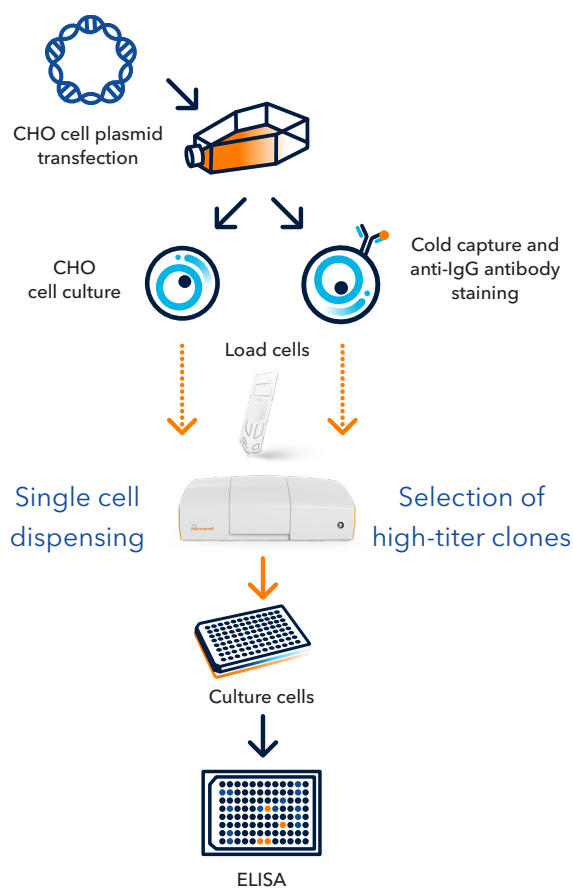 CHO cell plasmid
transfection
CHO
cell culture
Cold capture and
anti-IgG antibody
staining
Load cells
Single cell
dispensing
Selection of
high-titer clones
Culture cells
ELISA